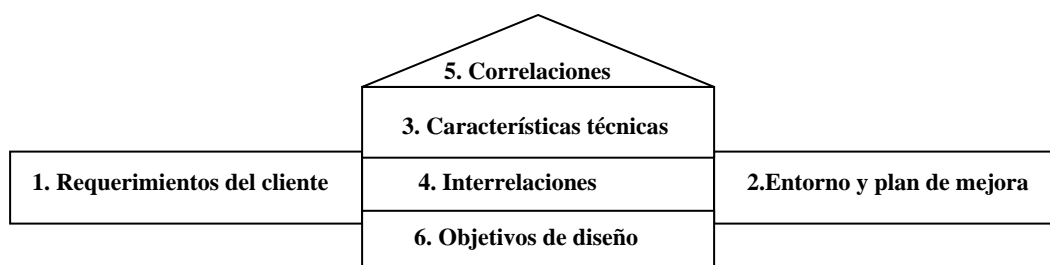 5. Correlaciones
3. Características técnicas
1. Requerimientos del cliente
4. Interrelaciones
2.Entorno y plan de mejora
6. Objetivos de diseño